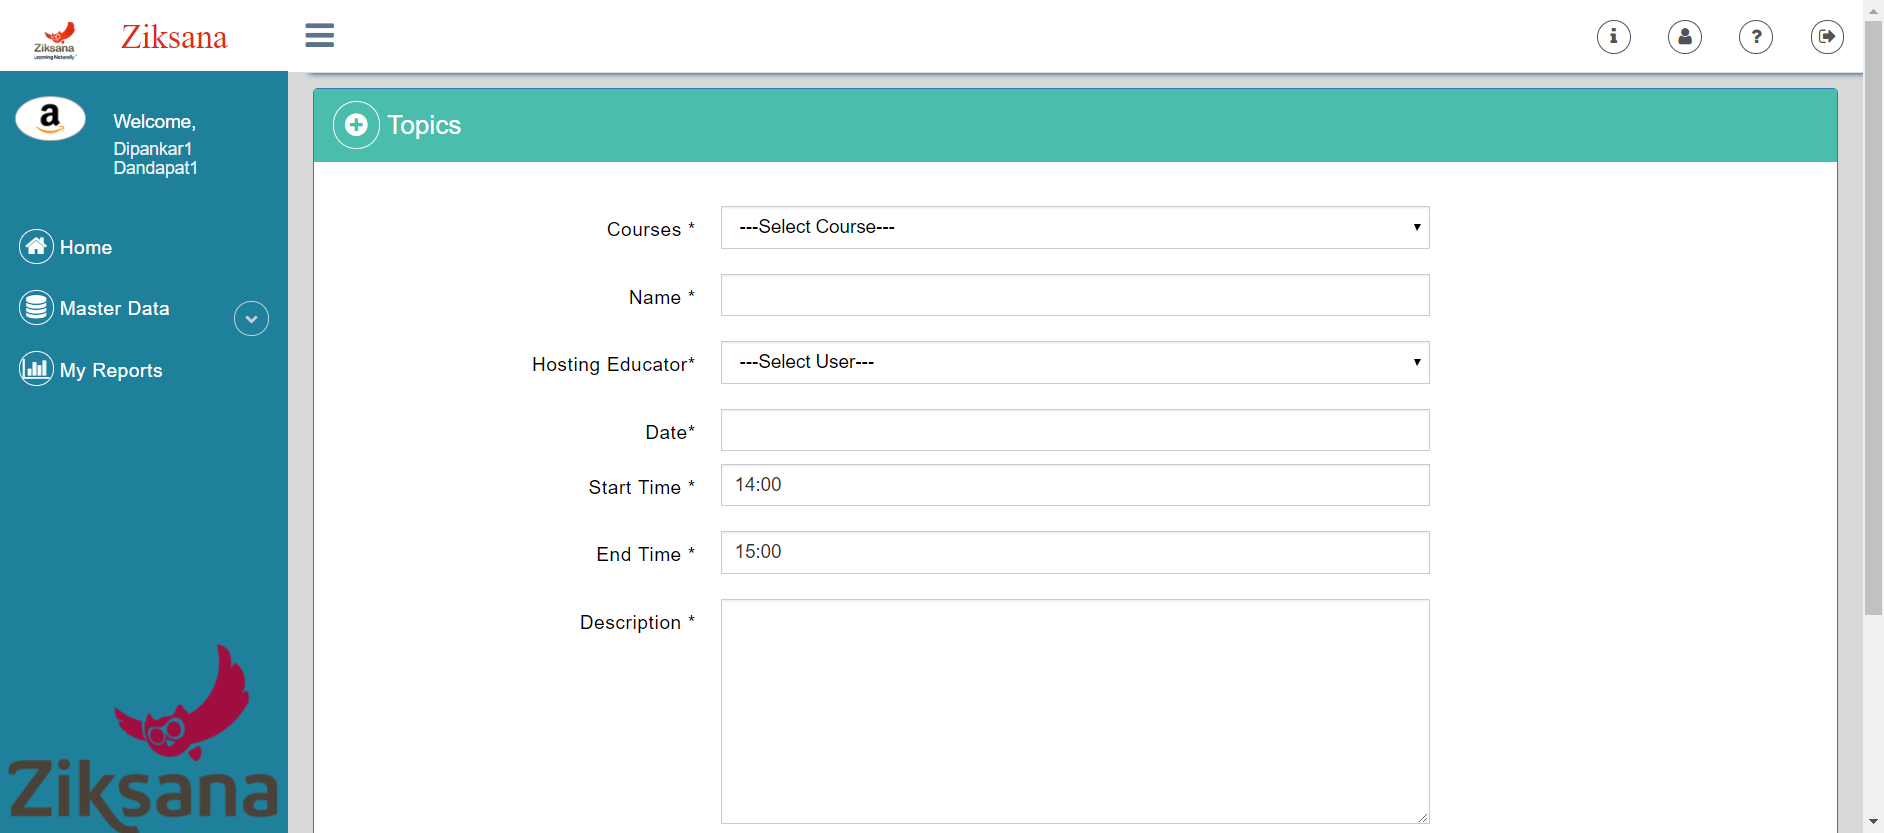 Ziksana
Learning Naturally
Ziksana
Welcome,
Dipankar1
Dandapat1
Home
Master Data
My Reports
Ziksana
Topics
Courses *
---Select Course---
Name *
Hosting Educator*
---Select User---
Date*
Start Time *
14:00
End Time *
15:00
Description *